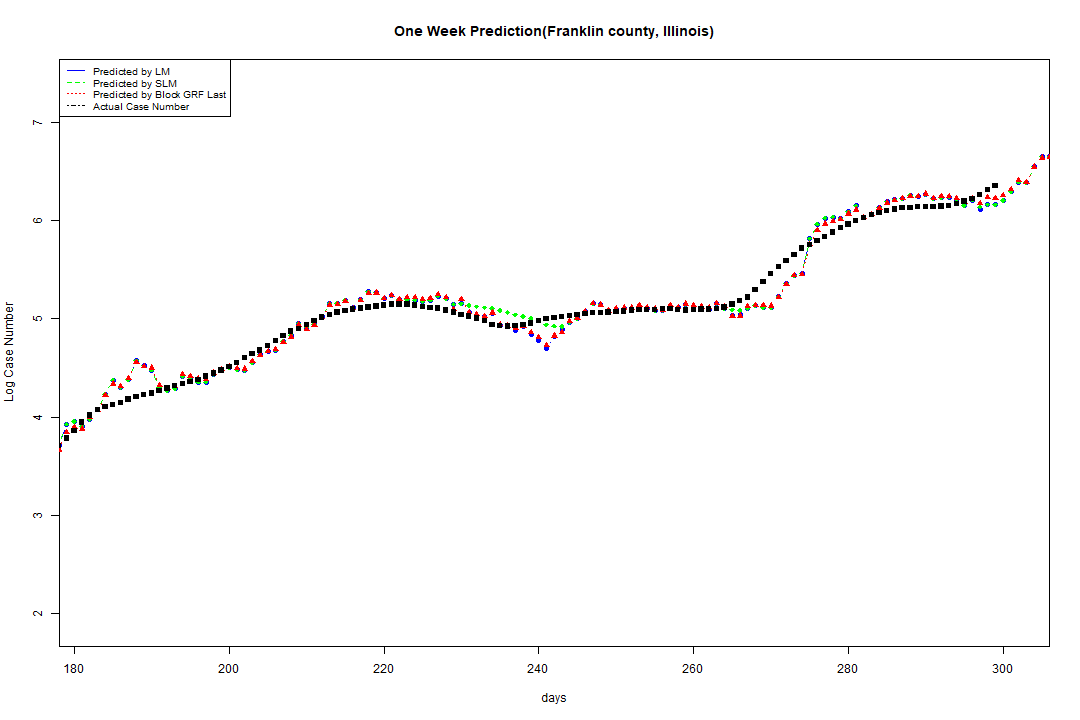 One Week Prediction(Franklin county, Illinois)
Predicted by LM
Predicted by SLM
Predicted by Block GRF Last
Actual Case Number
Log Case Number
7
6
5
4
3
2
180 200 220 240 260 280 300
days